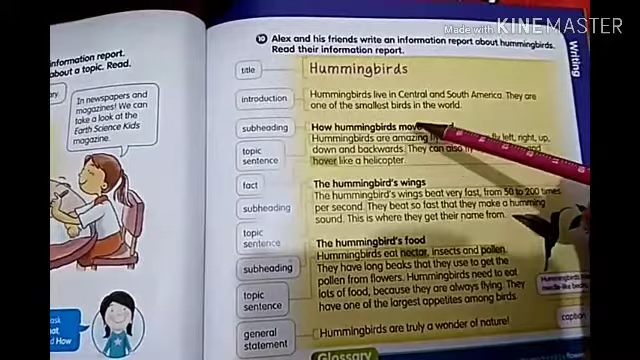 Made with KINEMASTER
information report.
about a topic. Read.
In newspapers and
magazines! We can
take a look at the
Earth Science Kids
magazine.
ask
at,
d How
10 Alex and his friends write an information report about hummingbirds.
Read their information report.
Writing
title
Hummingbirds
introduction
Hummingbirds live in Central and South America. They are
one of the smallest birds in the world.
subheading
How hummingbirds move
topic
sentence
Hummingbirds are amazing left, right, up,
down and backwards. They can also and
hover like a helicopter.
fact
subheading
The hummingbird's wings
The hummingbird's wings beat very fast, from 50 to 200 times
per second. They beat so fast that they make a humming
sound. This is where they get their name from.
topic
sentence
subheading
The hummingbird's food
Hummingbirds eat nectar, insects and pollen.
They have long beaks that they use to get the
pollen from flowers. Hummingbirds need to eat
lots of food, because they are always flying. They
have one of the largest appetites among birds.
topic
sentence
Hummingbirds
needle-like
caption
general
statement
Hummingbirds are truly a wonder of nature!
Glossary